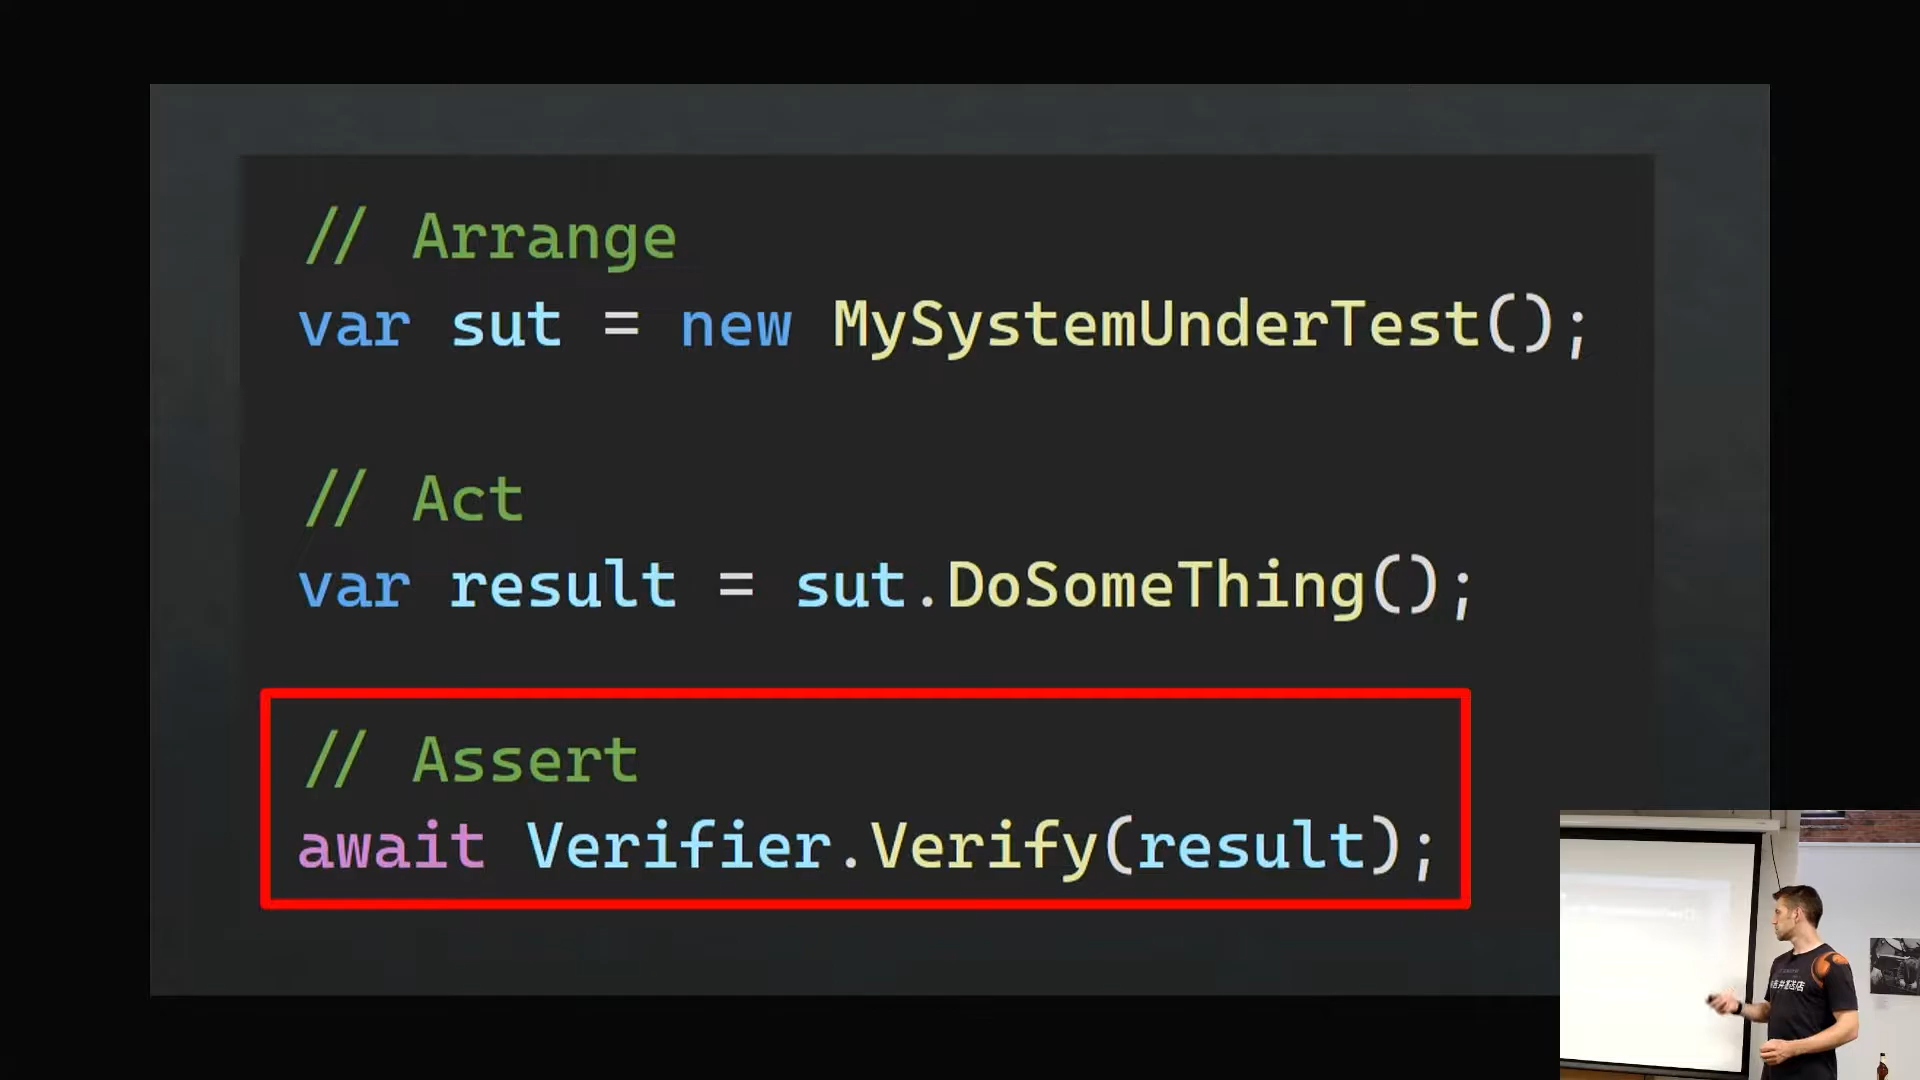 // Arrange
var sut = new MySystemUnderTest();
// Act
var result = sut.DoSomeThing();
// Assert
await Verifier.Verify(result);